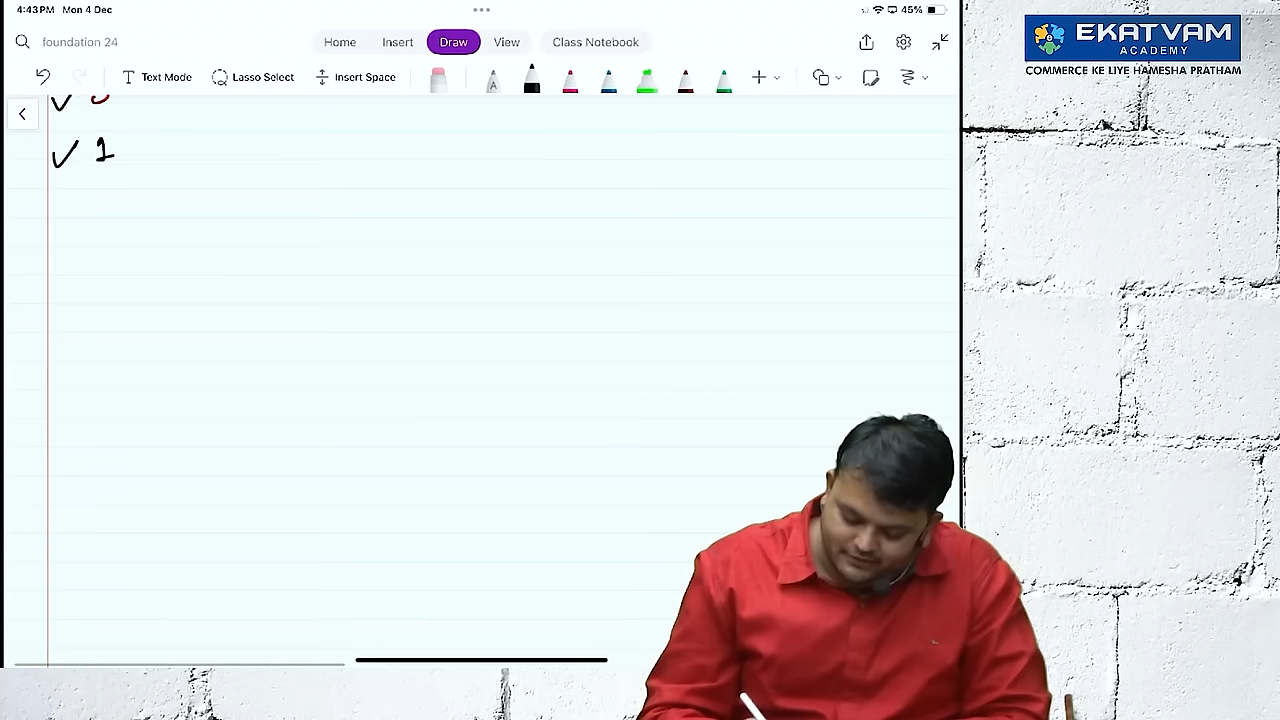 4:43 PM Mon 4 Dec
45%
foundation 24
Home Insert Draw View Class Notebook
Text Mode Lasso Select Insert Space
✓ 1
EKATVAM
ACADEMY
COMMERCE KE LIYE HAMESHA PRATHAM